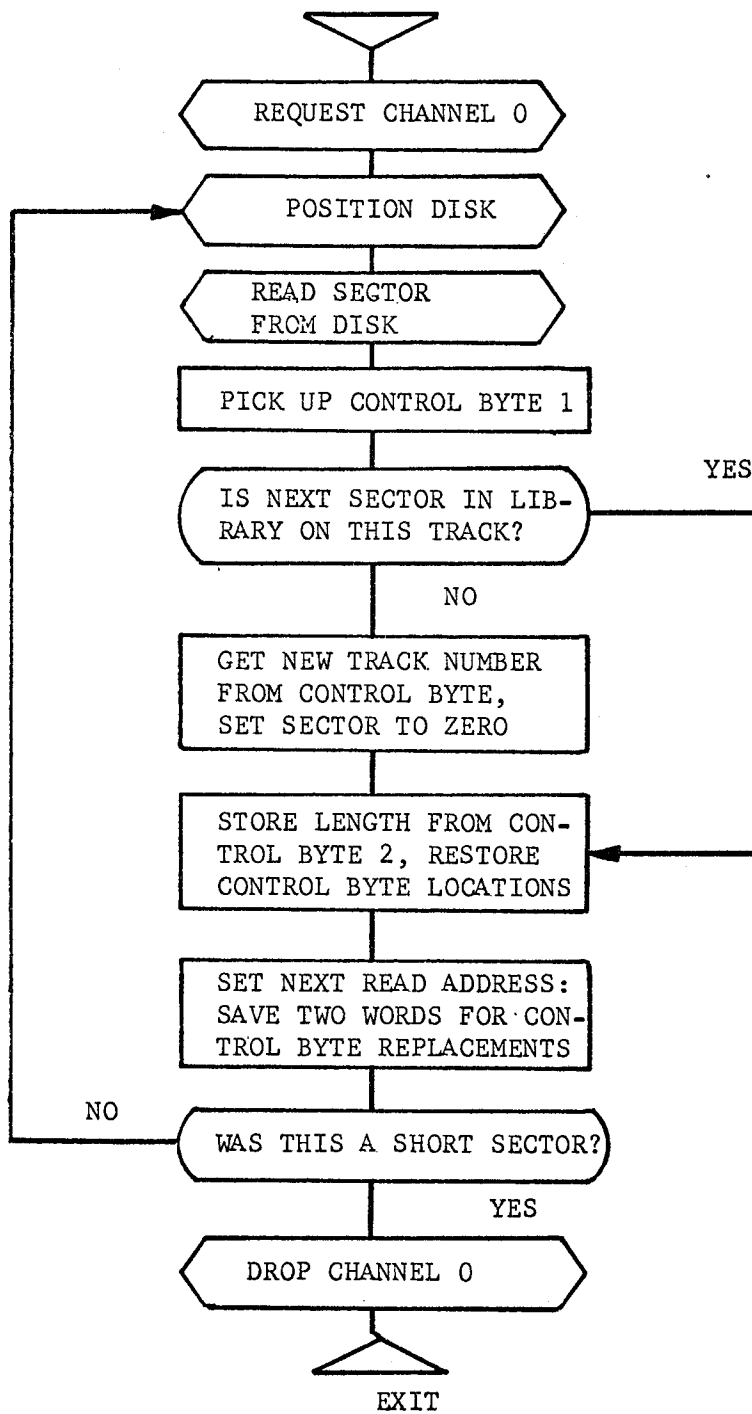 REQUEST CHANNEL 0
POSITION DISK
READ SEGTOR
FROM DISK
PICK UP CONTROL BYTE 1
YES
IS NEXT SECTOR IN LIB-
RARY ON THIS TRACK?
NO
GET NEW TRACK NUMBER
FROM CONTROL BYTE,
SET SECTOR TO ZERO
STORE LENGTH FROM CON-
TROL BYTE 2, RESTORE
CONTROL BYTE LOCATIONS
SET NEXT READ ADDRESS:
SAVE TWO WORDS FOR CON-
TROL BYTE REPLACEMENTS
NO
WAS THIS A SHORT SECTOR?
YES
DROP CHANNEL 0
EXIT